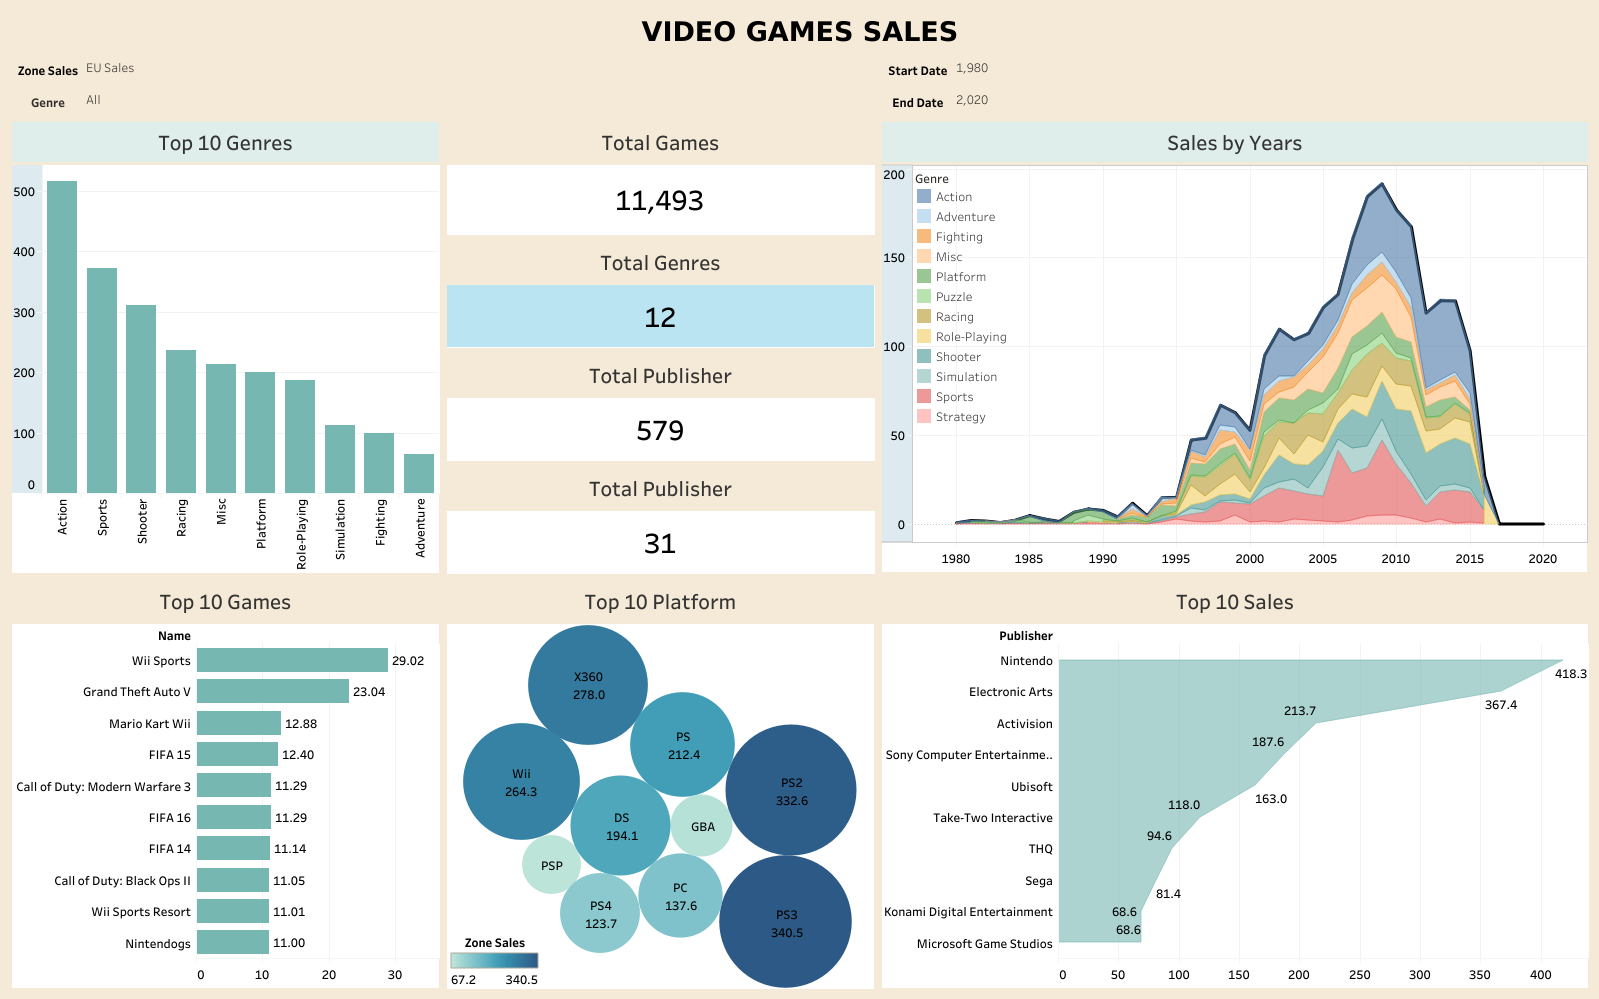 VIDEO GAMES SALES
Zone Sales EU Sales
Genre All
Start Date 1,980
End Date 2,020
Top 10 Genres
500
400
300
200
100
0
Action
Sports
Shooter
Racing
Misc
Platform
Role-Playing
Simulation
Fighting
Adventure
Total Games
11,493
Total Genres
12
Total Publisher
579
Total Publisher
31
Sales by Years
200
150
100
50
0
Genre
Action
Adventure
Fighting
Misc
Platform
Puzzle
Racing
Role-Playing
Shooter
Simulation
Sports
Strategy
1980 1985 1990 1995 2000 2005 2010 2015 2020
Top 10 Games
Name
Wii Sports 29.02
Grand Theft Auto V 23.04
Mario Kart Wii 12.88
FIFA 15 12.40
Call of Duty: Modern Warfare 3 11.29
FIFA 16 11.29
FIFA 14 11.14
Call of Duty: Black Ops II 11.05
Wii Sports Resort 11.01
Nintendogs 11.00
0 10 20 30
Top 10 Platform
X360
278.0
PS
212.4
Wii
264.3
PS2
332.6
DS
194.1
GBA
PSP
PC
137.6
PS4
123.7
PS3
340.5
Zone Sales
67.2 340.5
Top 10 Sales
Publisher
Nintendo
418.3
Electronic Arts
367.4
213.7
Activision
187.6
Sony Computer Entertainme..
Ubisoft
163.0
118.0
Take-Two Interactive
94.6
THQ
Sega
81.4
Konami Digital Entertainment 68.6
68.6
Microsoft Game Studios
0 50 100 150 200 250 300 350 400